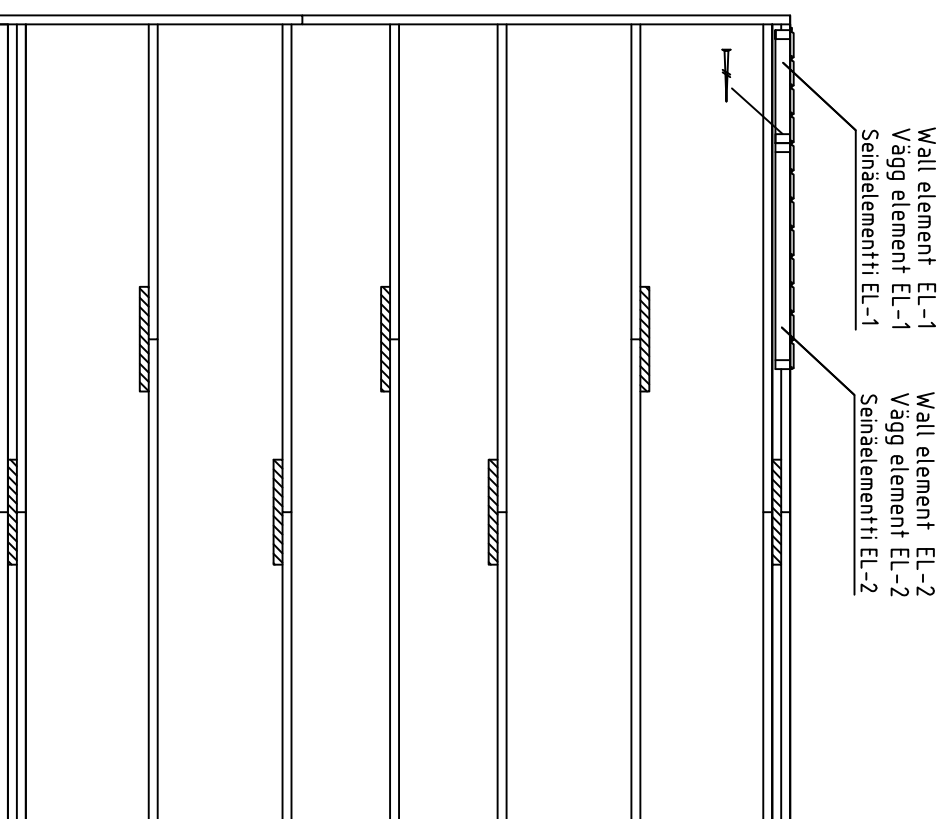 Wall element EL-1
Vägg element EL-1
Seinäelementti EL-1
Wall element EL-2
Vägg element EL-2
Seinäelementti EL-2